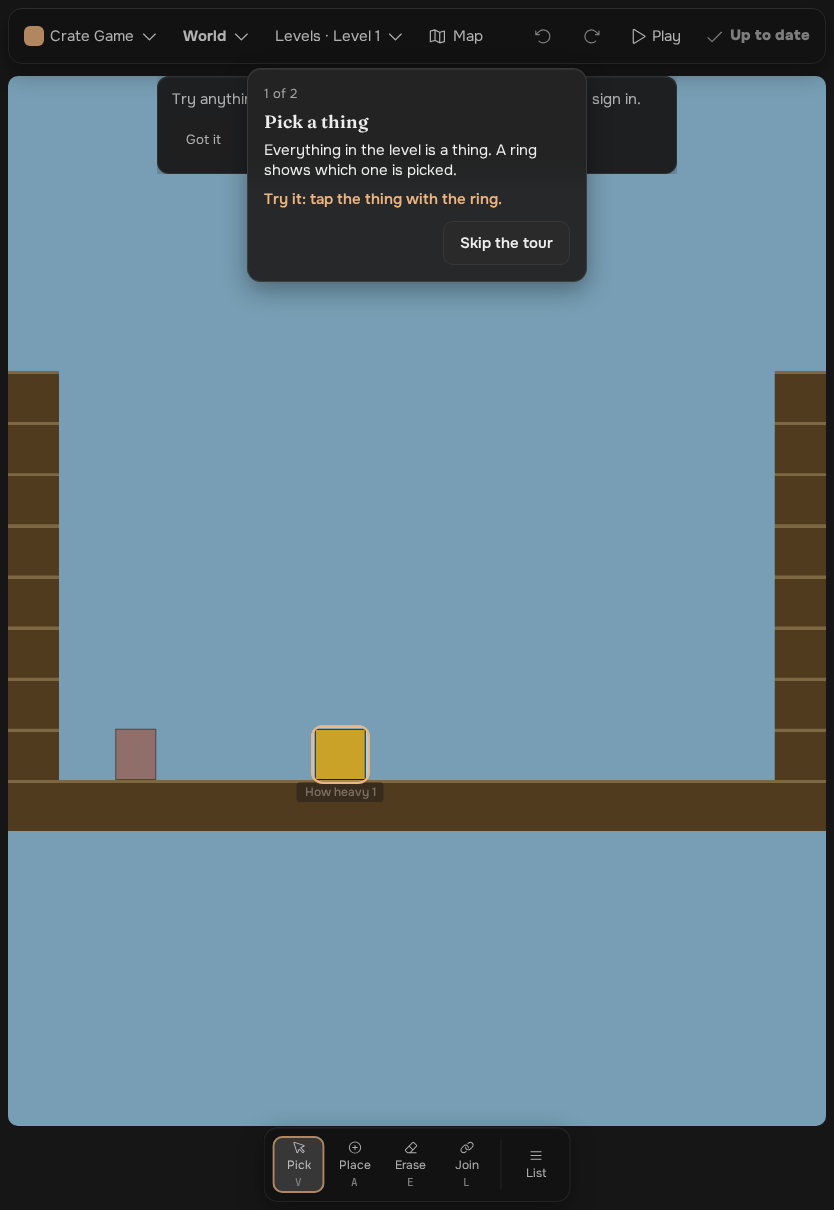 Crate Game
World
Levels · Level 1
Map
Play
Up to date
Try
sign in.
Got it
1 of 2
Pick a thing
Everything in the level is a thing. A ring
shows which one is picked.
Try it: tap the thing with the ring.
Skip the tour
How heavy 1
Pick
Place
Erase
Join
List
V
A
E
L